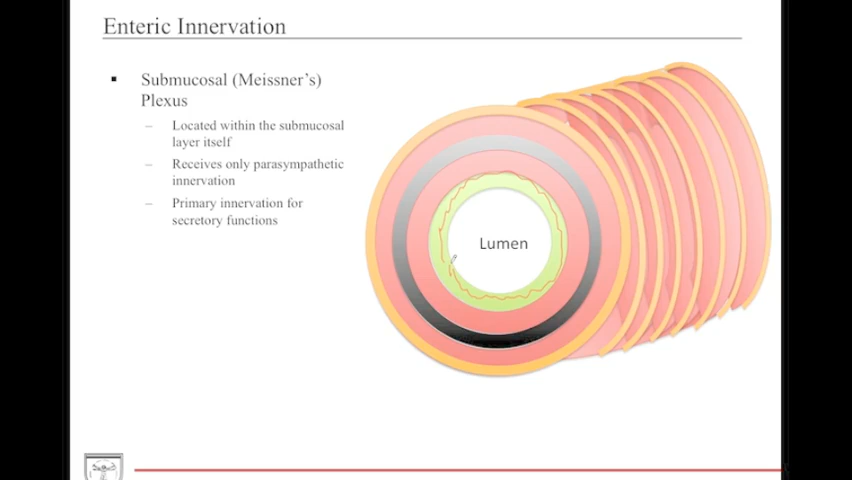 Enteric Innervation
▪ Submucosal (Meissner's)
Plexus
– Located within the submucosal
layer itself
– Receives only parasympathetic
innervation
– Primary innervation for
secretory functions
Lumen